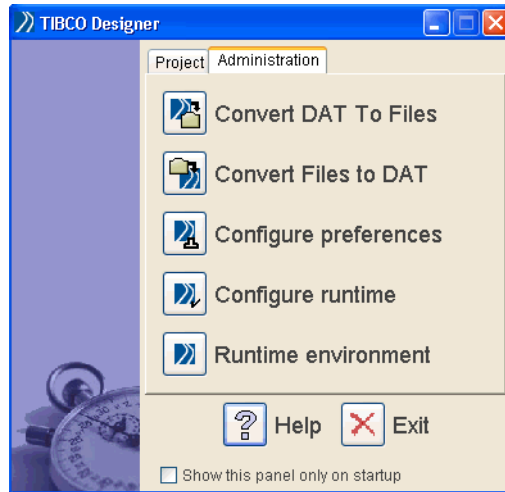 TIBCO Designer
Project Administration
Convert DAT To Files
Convert Files to DAT
Configure preferences
Configure runtime
Runtime environment
Help Exit
Show this panel only on startup